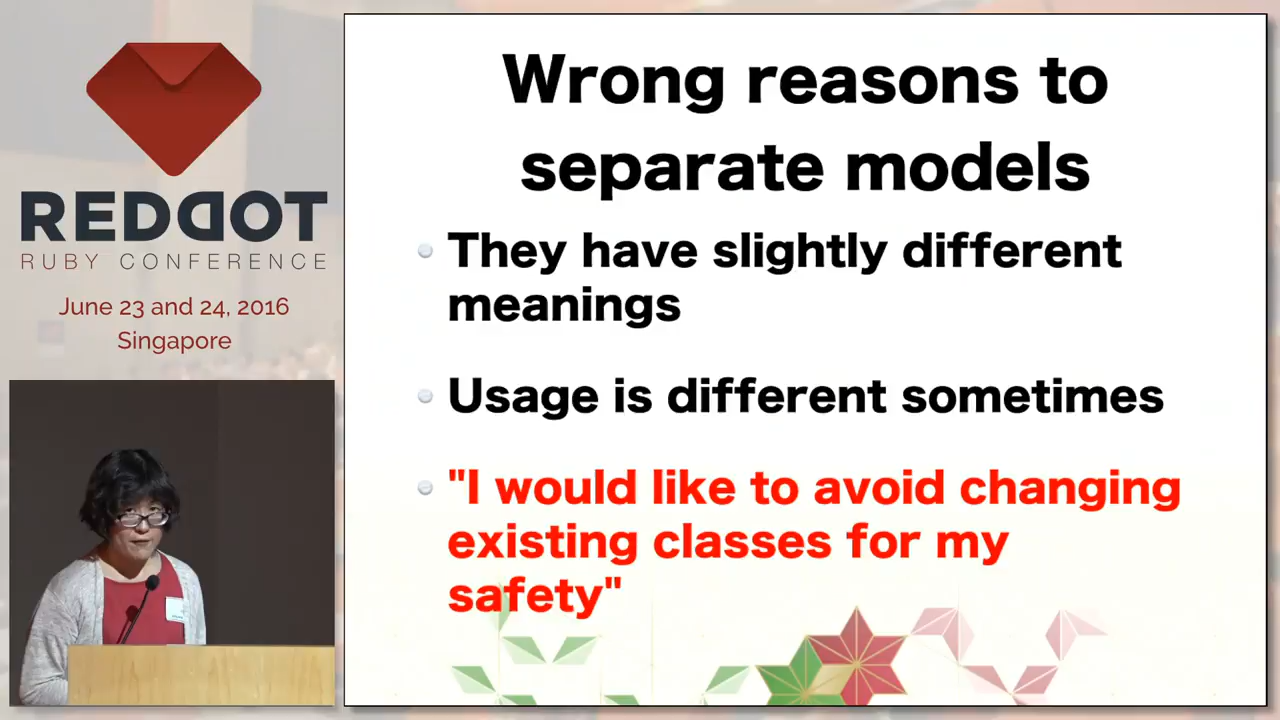 REDDOT
RUBY CONFERENCE
June 23 and 24, 2016
Singapore
Wrong reasons to
separate models
They have slightly different
meanings
Usage is different sometimes
"I would like to avoid changing
existing classes for my
safety"